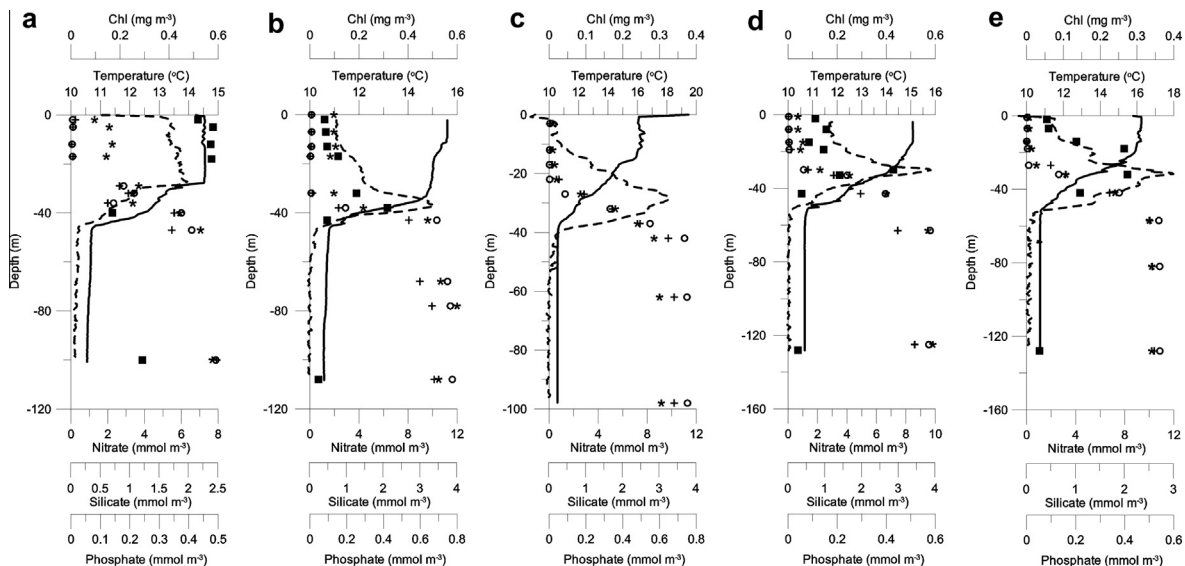 a
Chl (mg m-3)
0 0.2 0.4 0.6
Temperature (oC)
10 11 12 13 14 15
0
-40
-80
-120
Depth (m)
0 2 4 6 8
Nitrate (mmol m-3)
0 0.5 1 1.5 2 2.5
Silicate (mmol m-3)
0 0.1 0.2 0.3 0.4 0.5
Phosphate (mmol m-3)
b
Chl (mg m-3)
0 0.2 0.4 0.6
Temperature (oC)
10 12 14 16
0
-40
-80
-120
Depth (m)
0 4 8 12
Nitrate (mmol m-3)
0 1 2 3 4
Silicate (mmol m-3)
0 0.2 0.4 0.6
Phosphate (mmol m-3)
c
Chl (mg m-3)
0 0.1 0.2 0.3 0.4
Temperature (oC)
10 12 14 16 18 20
0
-20
-40
-60
-80
-100
Depth (m)
0 4 8 12
Nitrate (mmol m-3)
0 1 2 3 4
Silicate (mmol m-3)
0 0.2 0.4 0.6
Phosphate (mmol m-3)
d
Chl (mg m-3)
0 0.2 0.4 0.6
Temperature (oC)
10 11 12 13 14 15 16
0
-40
-80
-120
-160
Depth (m)
0 2 4 6 8 10
Nitrate (mmol m-3)
0 1 2 3 4
Silicate (mmol m-3)
0 0.2 0.4 0.6
Phosphate (mmol m-3)
e
Chl (mg m-3)
0 0.1 0.2 0.3 0.4
Temperature (oC)
10 12 14 16 18
0
-40
-80
-120
-160
Depth (m)
0 4 8 12
Nitrate (mmol m-3)
0 1 2 3
Silicate (mmol m-3)
0 0.2 0.4 0.6
Phosphate (mmol m-3)